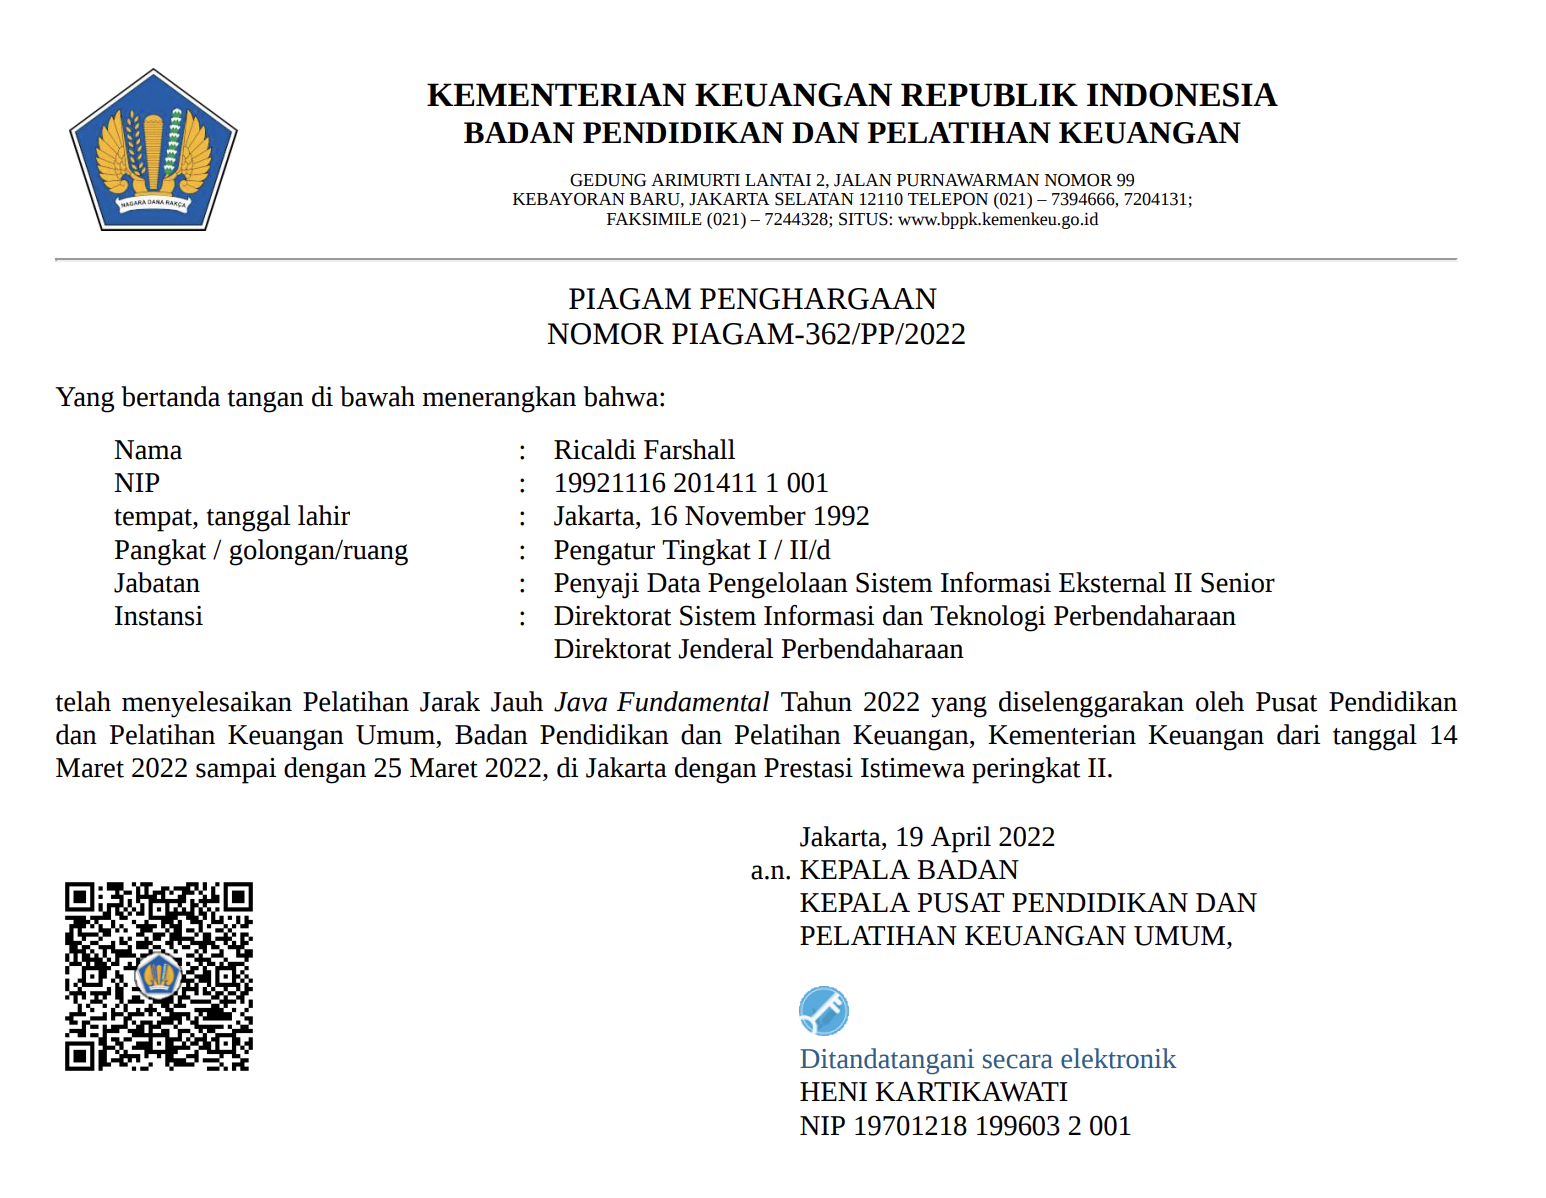 KEMENTERIAN KEUANGAN REPUBLIK INDONESIA
BADAN PENDIDIKAN DAN PELATIHAN KEUANGAN
GEDUNG ARIMURTI LANTAI 2, JALAN PURNAWARMAN NOMOR 99
KEBAYORAN BARU, JAKARTA SELATAN 12110 TELEPON (021) – 7394666, 7204131;
FAKSIMILE (021) – 7244328; SITUS: www.bppk.kemenkeu.go.id
NAGARA DANA RAKÇA
PIAGAM PENGHARGAAN
NOMOR PIAGAM-362/PP/2022
Yang bertanda tangan di bawah menerangkan bahwa:
Nama : Ricaldi Farshall
NIP : 19921116 201411 1 001
tempat, tanggal lahir : Jakarta, 16 November 1992
Pangkat / golongan/ruang : Pengatur Tingkat I / II/d
Jabatan : Penyaji Data Pengelolaan Sistem Informasi Eksternal II Senior
Instansi : Direktorat Sistem Informasi dan Teknologi Perbendaharaan
Direktorat Jenderal Perbendaharaan
telah menyelesaikan Pelatihan Jarak Jauh Java Fundamental Tahun 2022 yang diselenggarakan oleh Pusat Pendidikan
dan Pelatihan Keuangan Umum, Badan Pendidikan dan Pelatihan Keuangan, Kementerian Keuangan dari tanggal 14
Maret 2022 sampai dengan 25 Maret 2022, di Jakarta dengan Prestasi Istimewa peringkat II.
Jakarta, 19 April 2022
a.n. KEPALA BADAN
KEPALA PUSAT PENDIDIKAN DAN
PELATIHAN KEUANGAN UMUM,
Ditandatangani secara elektronik
HENI KARTIKAWATI
NIP 19701218 199603 2 001